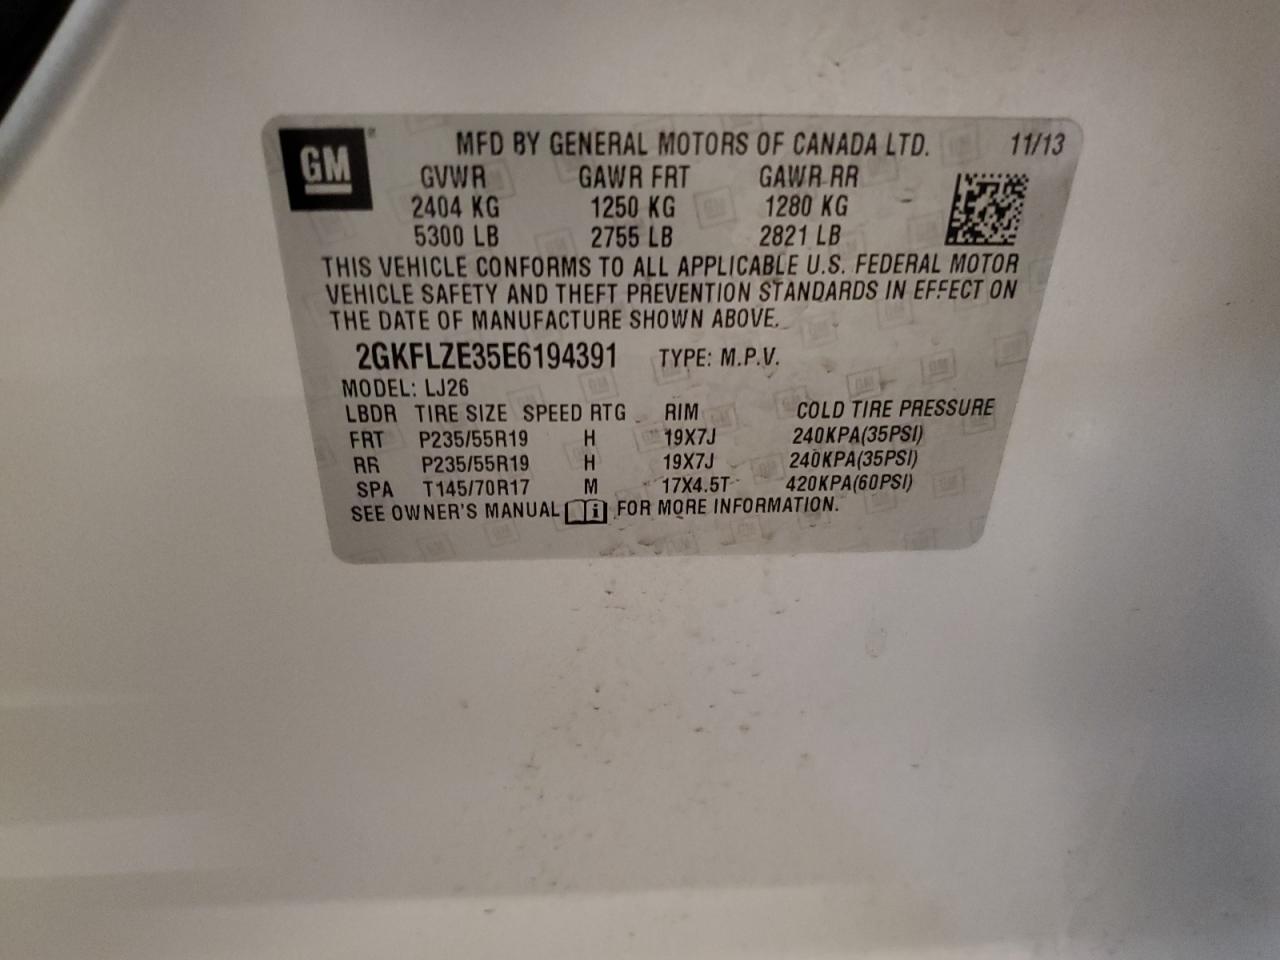 GM
MFD BY GENERAL MOTORS OF CANADA LTD. 11/13
GVWR GAWR FRT GAWR RR
2404 KG 1250 KG 1280 KG
5300 LB 2755 LB 2821 LB
THIS VEHICLE CONFORMS TO ALL APPLICABLE U.S. FEDERAL MOTOR
VEHICLE SAFETY AND THEFT PREVENTION STANDARDS IN EFFECT ON
THE DATE OF MANUFACTURE SHOWN ABOVE.
2GKFLZE35E6194391 TYPE: M.P.V.
MODEL: LJ26
LBDR TIRE SIZE SPEED RTG RIM COLD TIRE PRESSURE
FRT P235/55R19 H 19X7J 240KPA(35PSI)
RR P235/55R19 H 19X7J 240KPA(35PSI)
SPA T145/70R17 M 17X4.5T 420KPA(60PSI)
SEE OWNER'S MANUAL i FOR MORE INFORMATION.